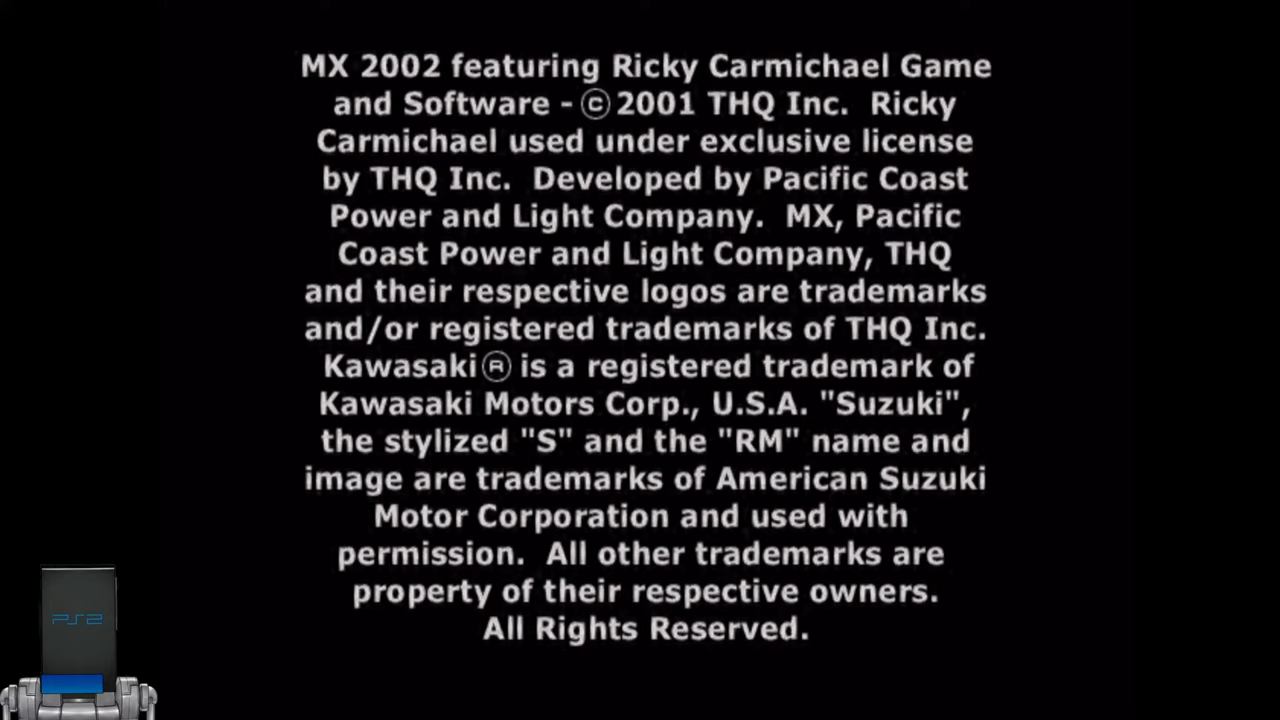 MX 2002 featuring Ricky Carmichael Game
and Software - ©2001 THQ Inc.  Ricky
Carmichael used under exclusive license
by THQ Inc.  Developed by Pacific Coast
Power and Light Company.  MX, Pacific
Coast Power and Light Company, THQ
and their respective logos are trademarks
and/or registered trademarks of THQ Inc.
Kawasaki® is a registered trademark of
Kawasaki Motors Corp., U.S.A. "Suzuki",
the stylized "S" and the "RM" name and
image are trademarks of American Suzuki
Motor Corporation and used with
permission.  All other trademarks are
property of their respective owners.
All Rights Reserved.
PS2